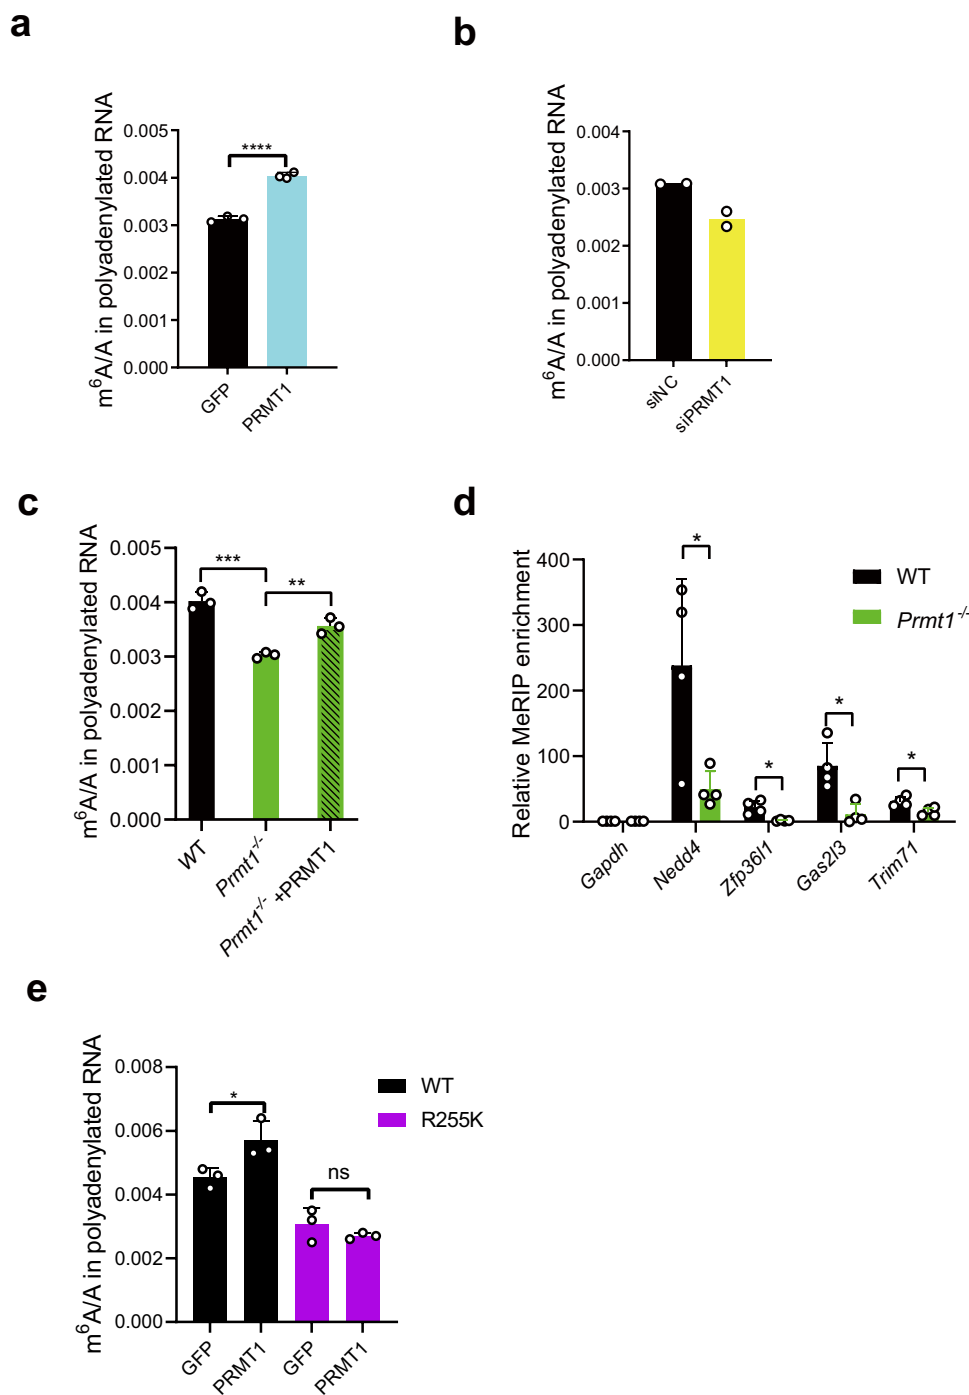 a
m⁶A/A in polyadenylated RNA
0.005
0.004
0.003
0.002
0.001
0.000
****
GFP
PRMT1
b
m⁶A/A in polyadenylated RNA
0.004
0.003
0.002
0.001
0.000
siNC
siPRMT1
c
m⁶A/A in polyadenylated RNA
0.005
0.004
0.003
0.002
0.001
0.000
***
**
WT
Prmt1⁻/⁻
Prmt1⁻/⁻ +PRMT1
d
Relative MeRIP enrichment
400
300
200
100
0
*
*
*
*
WT
Prmt1⁻/⁻
Gapdh
Nedd4
Zfp36l1
Gas2l3
Trim71
e
m⁶A/A in polyadenylated RNA
0.008
0.006
0.004
0.002
0.000
*
ns
WT
R255K
GFP
PRMT1
GFP
PRMT1